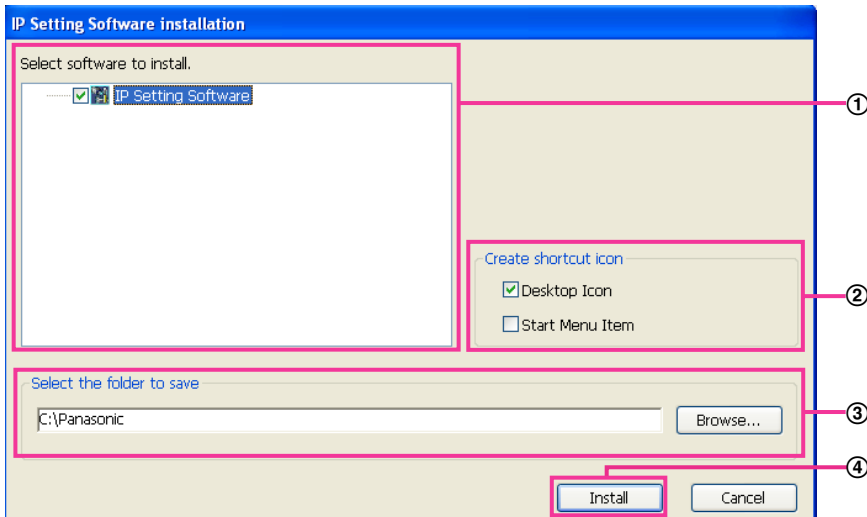 IP Setting Software installation
Select software to install.
IP Setting Software
①
Create shortcut icon
Desktop Icon
Start Menu Item
②
Select the folder to save
C:\Panasonic
Browse...
③
④
Install
Cancel